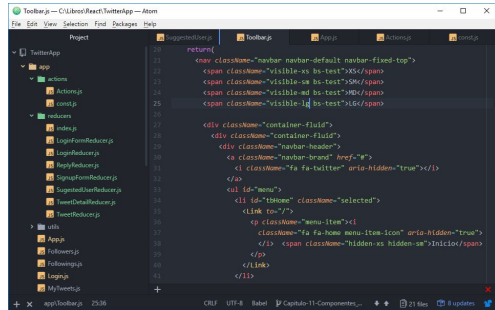 Toolbar.js — C:\Libros\React\TwitterApp — Atom
File Edit View Selection Find Packages Help
Project
SuggestedUser.js Toolbar.js App.js Actions.js const.js
TwitterApp
app
actions
Actions.js
const.js
reducers
index.js
LoginFormReducer.js
LoginReducer.js
ReplyReducer.js
SignupFormReducer.js
SugestedUserReducer.js
TweetDetailReducer.js
TweetReducer.js
utils
App.js
Followers.js
Followings.js
Login.js
MyTweets.js
20 return(
21 <nav className="navbar navbar-default navbar-fixed-top">
22 <span className="visible-xs bs-test">XS</span>
23 <span className="visible-sm bs-test">SM</span>
24 <span className="visible-md bs-test">MD</span>
25 <span className="visible-lg bs-test">LG</span>
26
27 <div className="container-fluid">
28 <div className="container-fluid">
29 <div className="navbar-header">
30 <a className="navbar-brand" href="#">
31 <i className="fa fa-twitter" aria-hidden="true"></i>
32 </a>
33 <ul id="menu">
34 <li id="tbHome" className="selected">
35 <Link to="/">
36 <p className="menu-item"><i
37 className="fa fa-home menu-item-icon" aria-hidden="true">
38 </i> <span className="hidden-xs hidden-sm">Inicio</span>
39 </p>
40 </Link>
41 </li>
app\Toolbar.js 25:36 CRLF UTF-8 Babel Capitulo-11-Componentes_... 21 files 8 updates